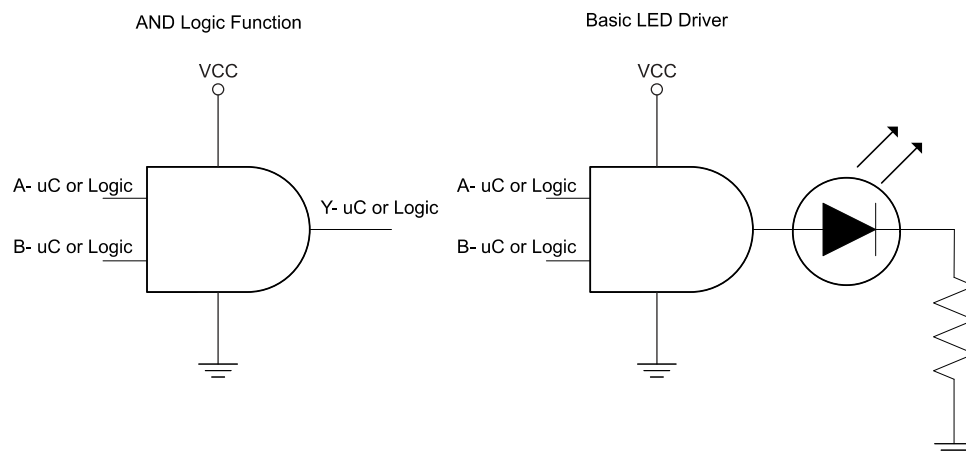 AND Logic Function
Basic LED Driver
VCC
VCC
A- uC or Logic
Y- uC or Logic
B- uC or Logic
A- uC or Logic
B- uC or Logic